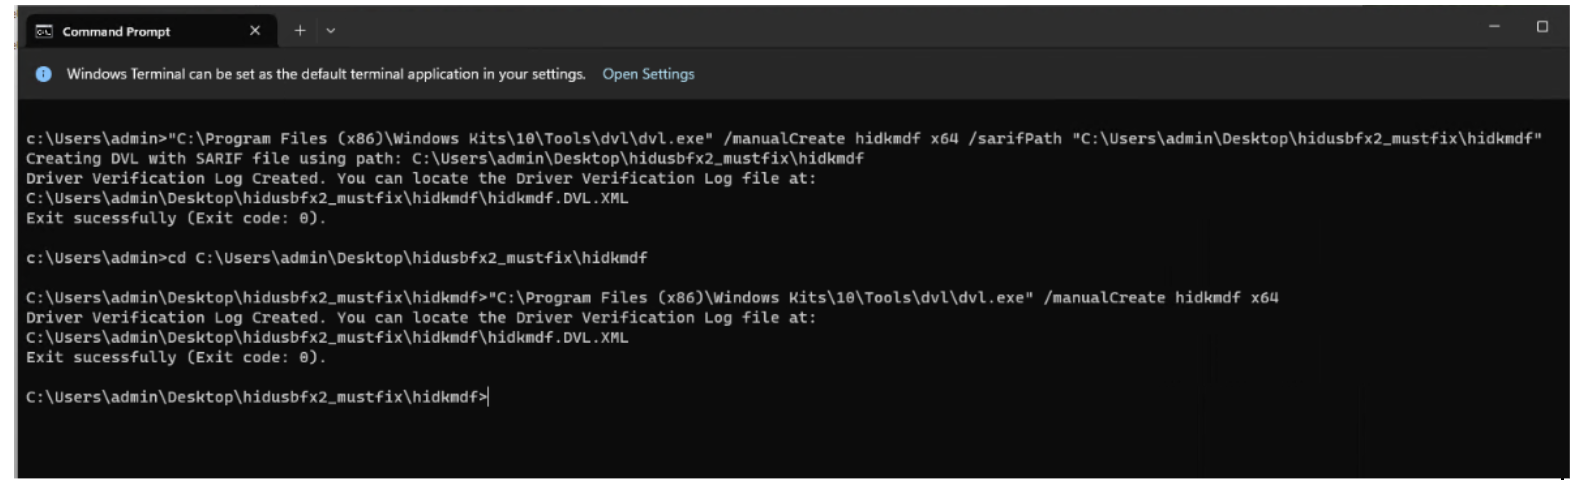 Command Prompt
Windows Terminal can be set as the default terminal application in your settings. Open Settings
c:\Users\admin>"C:\Program Files (x86)\Windows Kits\10\Tools\dvl\dvl.exe" /manualCreate hidkmdf x64 /sarifPath "C:\Users\admin\Desktop\hidusbfx2_mustfix\hidkmdf"
Creating DVL with SARIF file using path: C:\Users\admin\Desktop\hidusbfx2_mustfix\hidkmdf
Driver Verification Log Created. You can locate the Driver Verification Log file at:
C:\Users\admin\Desktop\hidusbfx2_mustfix\hidkmdf\hidkmdf.DVL.XML
Exit sucessfully (Exit code: 0).
c:\Users\admin>cd C:\Users\admin\Desktop\hidusbfx2_mustfix\hidkmdf
C:\Users\admin\Desktop\hidusbfx2_mustfix\hidkmdf>"C:\Program Files (x86)\Windows Kits\10\Tools\dvl\dvl.exe" /manualCreate hidkmdf x64
Driver Verification Log Created. You can locate the Driver Verification Log file at:
C:\Users\admin\Desktop\hidusbfx2_mustfix\hidkmdf\hidkmdf.DVL.XML
Exit sucessfully (Exit code: 0).
C:\Users\admin\Desktop\hidusbfx2_mustfix\hidkmdf>